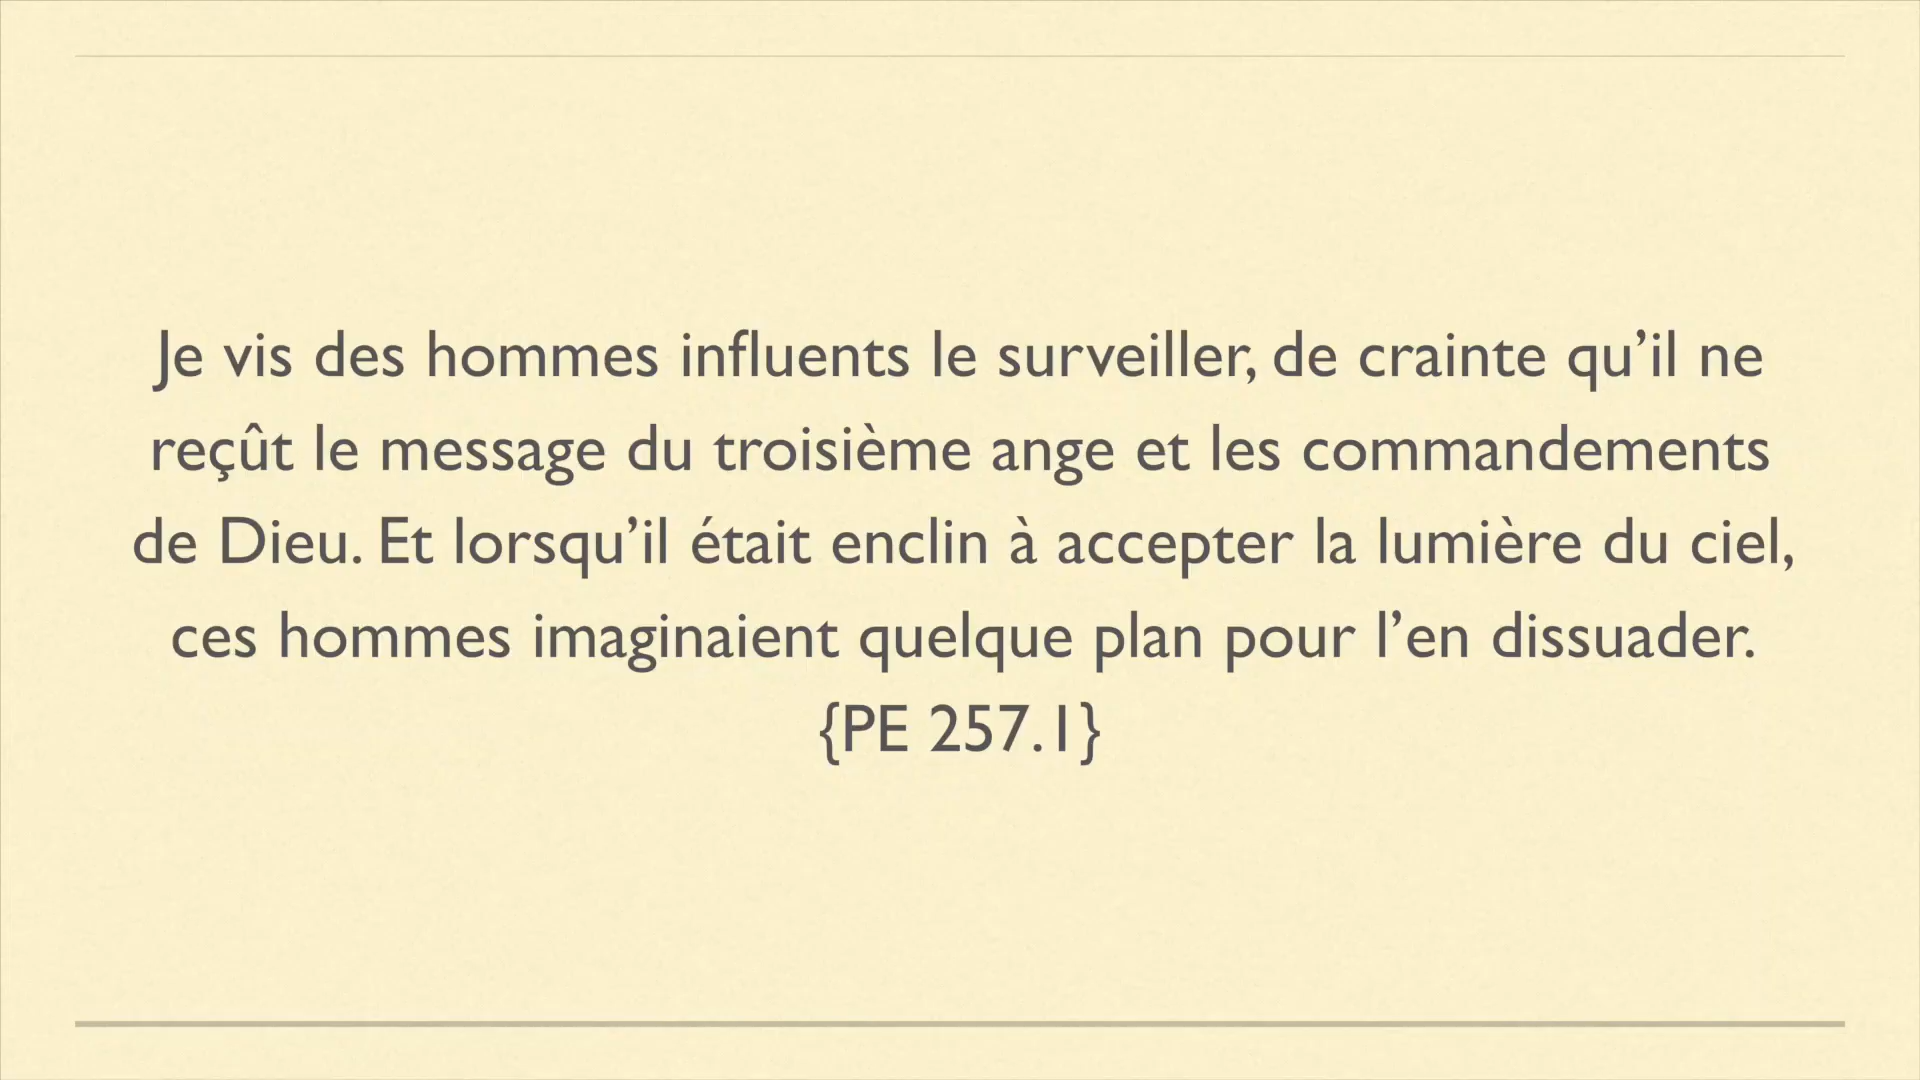 Je vis des hommes influents le surveiller, de crainte qu’il ne
reçût le message du troisième ange et les commandements
de Dieu. Et lorsqu’il était enclin à accepter la lumière du ciel,
ces hommes imaginaient quelque plan pour l’en dissuader.
{PE 257.1}